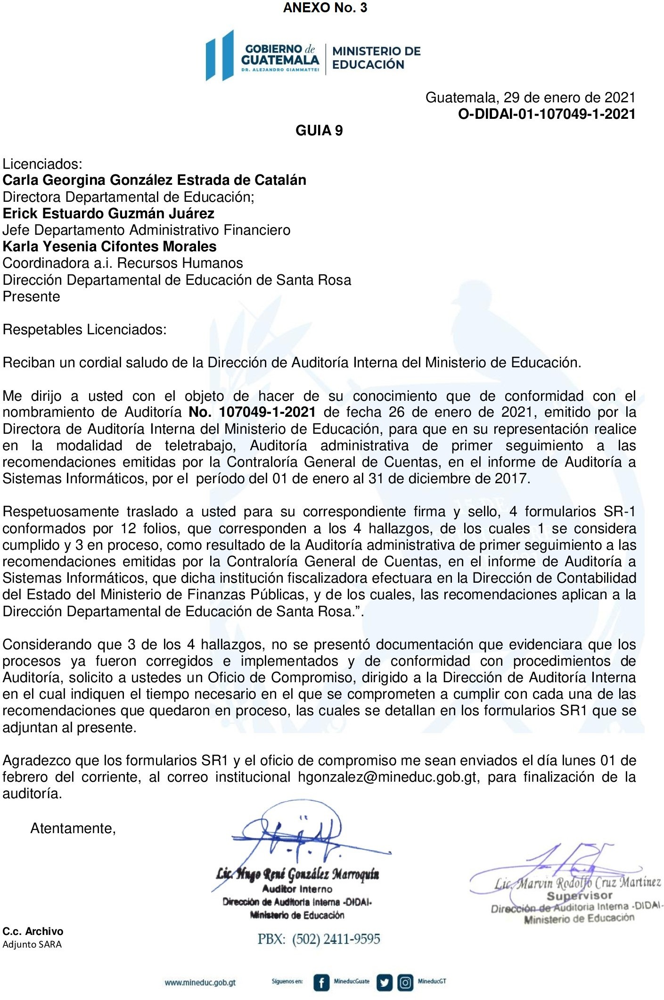 ANEXO No. 3
GOBIERNO de
GUATEMALA
DR. ALEJANDRO GIAMMATTEI
MINISTERIO DE
EDUCACIÓN
Guatemala, 29 de enero de 2021
O-DIDAI-01-107049-1-2021
GUIA 9
Licenciados:
Carla Georgina González Estrada de Catalán
Directora Departamental de Educación;
Erick Estuardo Guzmán Juárez
Jefe Departamento Administrativo Financiero
Karla Yesenia Cifontes Morales
Coordinadora a.i. Recursos Humanos
Dirección Departamental de Educación de Santa Rosa
Presente
Respetables Licenciados:
Reciban un cordial saludo de la Dirección de Auditoría Interna del Ministerio de Educación.
Me dirijo a usted con el objeto de hacer de su conocimiento que de conformidad con el
nombramiento de Auditoría No. 107049-1-2021 de fecha 26 de enero de 2021, emitido por la
Directora de Auditoría Interna del Ministerio de Educación, para que en su representación realice
en la modalidad de teletrabajo, Auditoría administrativa de primer seguimiento a las
recomendaciones emitidas por la Contraloría General de Cuentas, en el informe de Auditoría a
Sistemas Informáticos, por el período del 01 de enero al 31 de diciembre de 2017.
Respetuosamente traslado a usted para su correspondiente firma y sello, 4 formularios SR-1
conformados por 12 folios, que corresponden a los 4 hallazgos, de los cuales 1 se considera
cumplido y 3 en proceso, como resultado de la Auditoría administrativa de primer seguimiento a las
recomendaciones emitidas por la Contraloría General de Cuentas, en el informe de Auditoría a
Sistemas Informáticos, que dicha institución fiscalizadora efectuara en la Dirección de Contabilidad
del Estado del Ministerio de Finanzas Públicas, y de los cuales, las recomendaciones aplican a la
Dirección Departamental de Educación de Santa Rosa.”.
Considerando que 3 de los 4 hallazgos, no se presentó documentación que evidenciara que los
procesos ya fueron corregidos e implementados y de conformidad con procedimientos de
Auditoría, solicito a ustedes un Oficio de Compromiso, dirigido a la Dirección de Auditoría Interna
en el cual indiquen el tiempo necesario en el que se comprometen a cumplir con cada una de las
recomendaciones que quedaron en proceso, las cuales se detallan en los formularios SR1 que se
adjuntan al presente.
Agradezco que los formularios SR1 y el oficio de compromiso me sean enviados el día lunes 01 de
febrero del corriente, al correo institucional hgonzalez@mineduc.gob.gt, para finalización de la
auditoría.
Atentamente,
Lic. Hugo René González Marroquín
Auditor Interno
Dirección de Auditoría Interna -DIDAI-
Ministerio de Educación
Lic. Marvin Rodolfo Cruz Martínez
Supervisor
Dirección de Auditoria Interna -DIDAI-
Ministerio de Educación
C.c. Archivo
Adjunto SARA
PBX: (502) 2411-9595
www.mineduc.gob.gt
Síguenos en:
MineducGuate
MineducGT